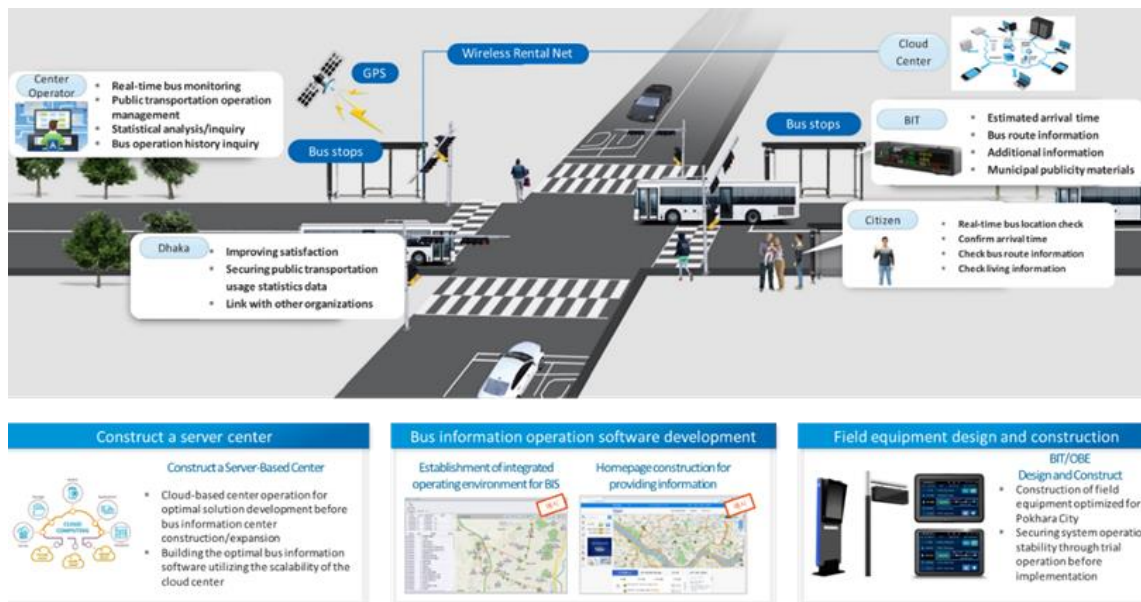 Wireless Rental Net
Cloud
Center
GPS
Center
Operator
Real-time bus monitoring
Public transportation operation
management
Statistical analysis/inquiry
Bus operation history inquiry
Bus stops
Bus stops
BIT
Estimated arrival time
Bus route information
Additional information
Municipal publicity materials
Dhaka
Improving satisfaction
Securing public transportation
usage statistics data
Link with other organizations
Citizen
Real-time bus location check
Confirm arrival time
Check bus route information
Check living information
Construct a server center
Construct a Server-Based Center
CLOUD
COMPUTING
Cloud-based center operation for
optimal solution development before
bus information center
construction/expansion
Building the optimal bus information
software utilizing the scalability of the
cloud center
Bus information operation software development
Establishment of integrated
operating environment for BIS
예시
Homepage construction for
providing information
예시
Field equipment design and construction
BIT/OBE
Design and Construct
Construction of field
equipment optimized for
Pokhara City
Securing system operatio
stability through trial
operation before
implementation